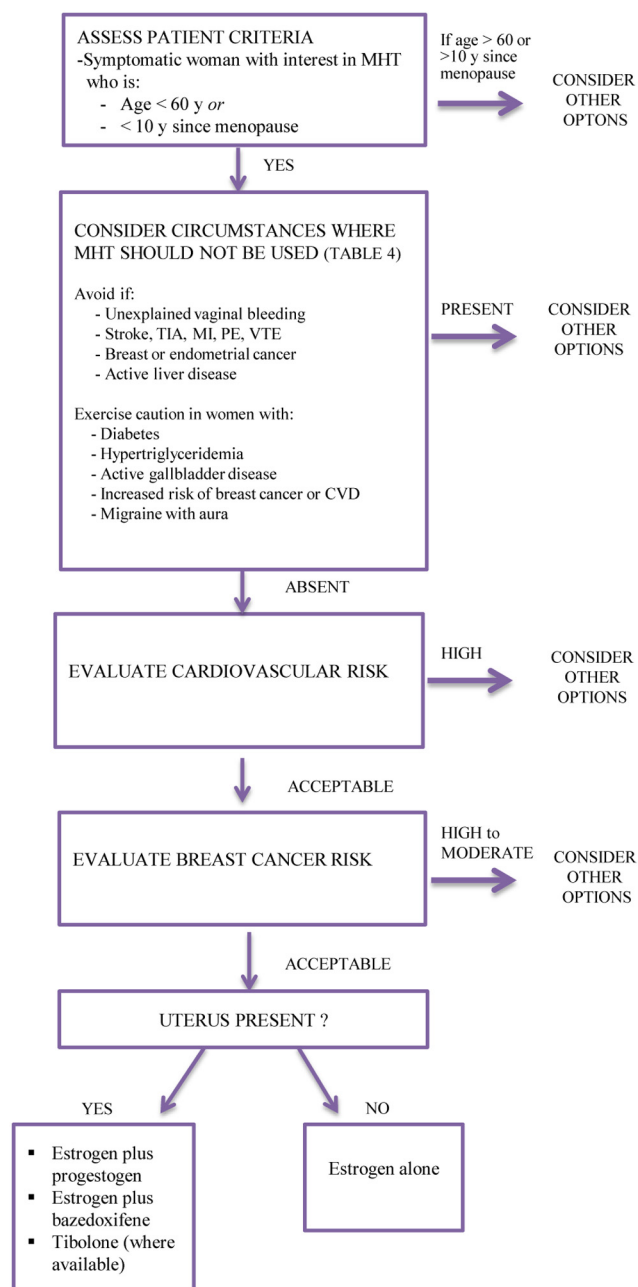 ASSESS PATIENT CRITERIA
-Symptomatic woman with interest in MHT
who is:
- Age < 60 y or
- < 10 y since menopause
If age > 60 or
>10 y since
menopause
CONSIDER
OTHER
OPTONS
YES
CONSIDER CIRCUMSTANCES WHERE
MHT SHOULD NOT BE USED (TABLE 4)
Avoid if:
- Unexplained vaginal bleeding
- Stroke, TIA, MI, PE, VTE
- Breast or endometrial cancer
- Active liver disease
Exercise caution in women with:
- Diabetes
- Hypertriglyceridemia
- Active gallbladder disease
- Increased risk of breast cancer or CVD
- Migraine with aura
PRESENT
CONSIDER
OTHER
OPTIONS
ABSENT
EVALUATE CARDIOVASCULAR RISK
HIGH
CONSIDER
OTHER
OPTIONS
ACCEPTABLE
EVALUATE BREAST CANCER RISK
HIGH to
MODERATE
CONSIDER
OTHER
OPTIONS
ACCEPTABLE
UTERUS PRESENT ?
YES
▪ Estrogen plus
progestogen
▪ Estrogen plus
bazedoxifene
▪ Tibolone (where
available)
NO
Estrogen alone